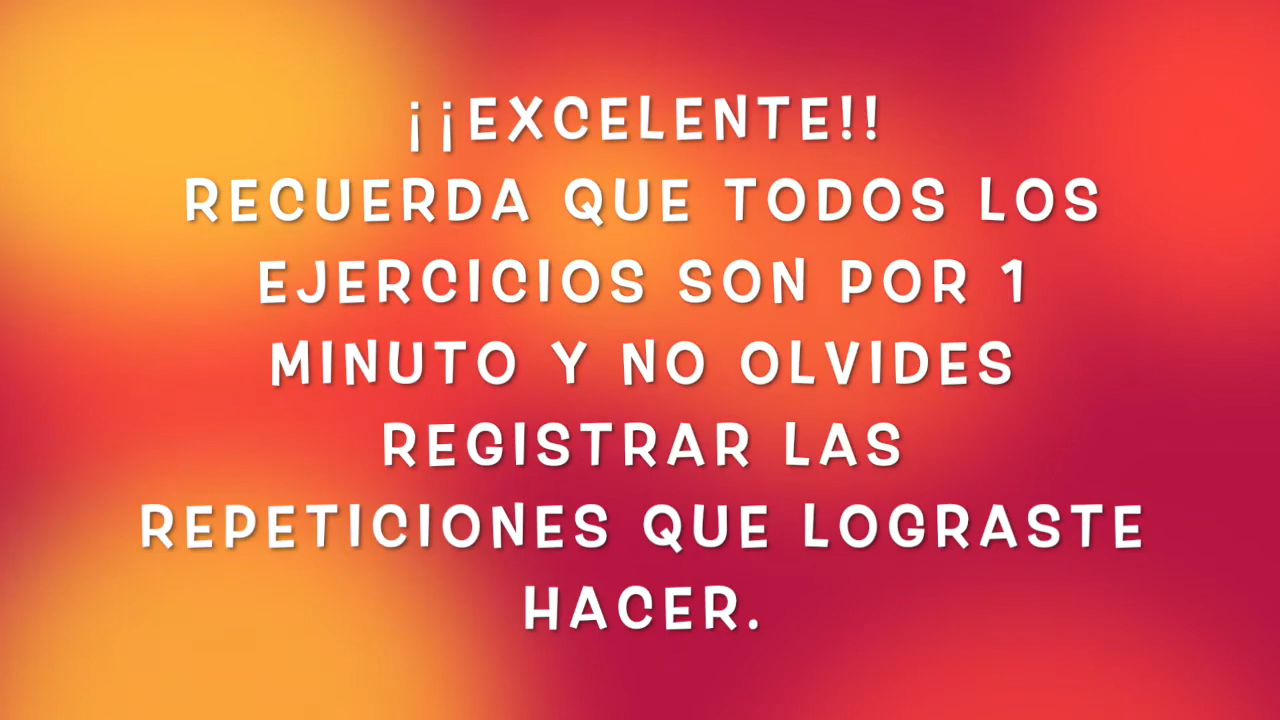 ¡¡EXCELENTE!!
RECUERDA QUE TODOS LOS
EJERCICIOS SON POR 1
MINUTO Y NO OLVIDES
REGISTRAR LAS
REPETICIONES QUE LOGRASTE
HACER.